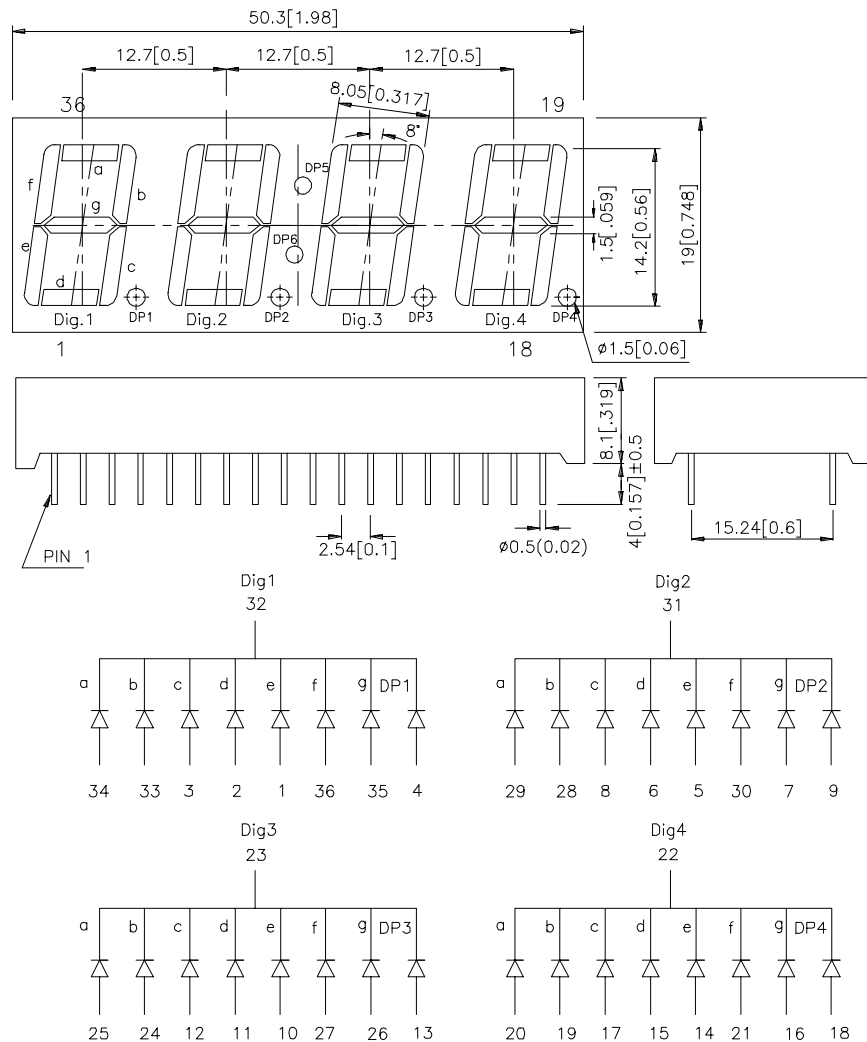 50.3[1.98]
12.7[0.5] 12.7[0.5] 12.7[0.5]
8.05[0.317]
36 19
8°
DP5
a
f b
g
1.5[.059]
14.2[0.56]
19[0.748]
DP6
e c
d
Dig.1 DP1 Dig.2 DP2 Dig.3 DP3 Dig.4 DP4
1 18
ø1.5[0.06]
8.1[.319]
4[0.157]±0.5
2.54[0.1] ø0.5(0.02) 15.24[0.6]
PIN 1
Dig1 Dig2
32 31
a b c d e f g DP1 a b c d e f g DP2
34 33 3 2 1 36 35 4 29 28 8 6 5 30 7 9
Dig3 Dig4
23 22
a b c d e f g DP3 a b c d e f g DP4
25 24 12 11 10 27 26 13 20 19 17 15 14 21 16 18